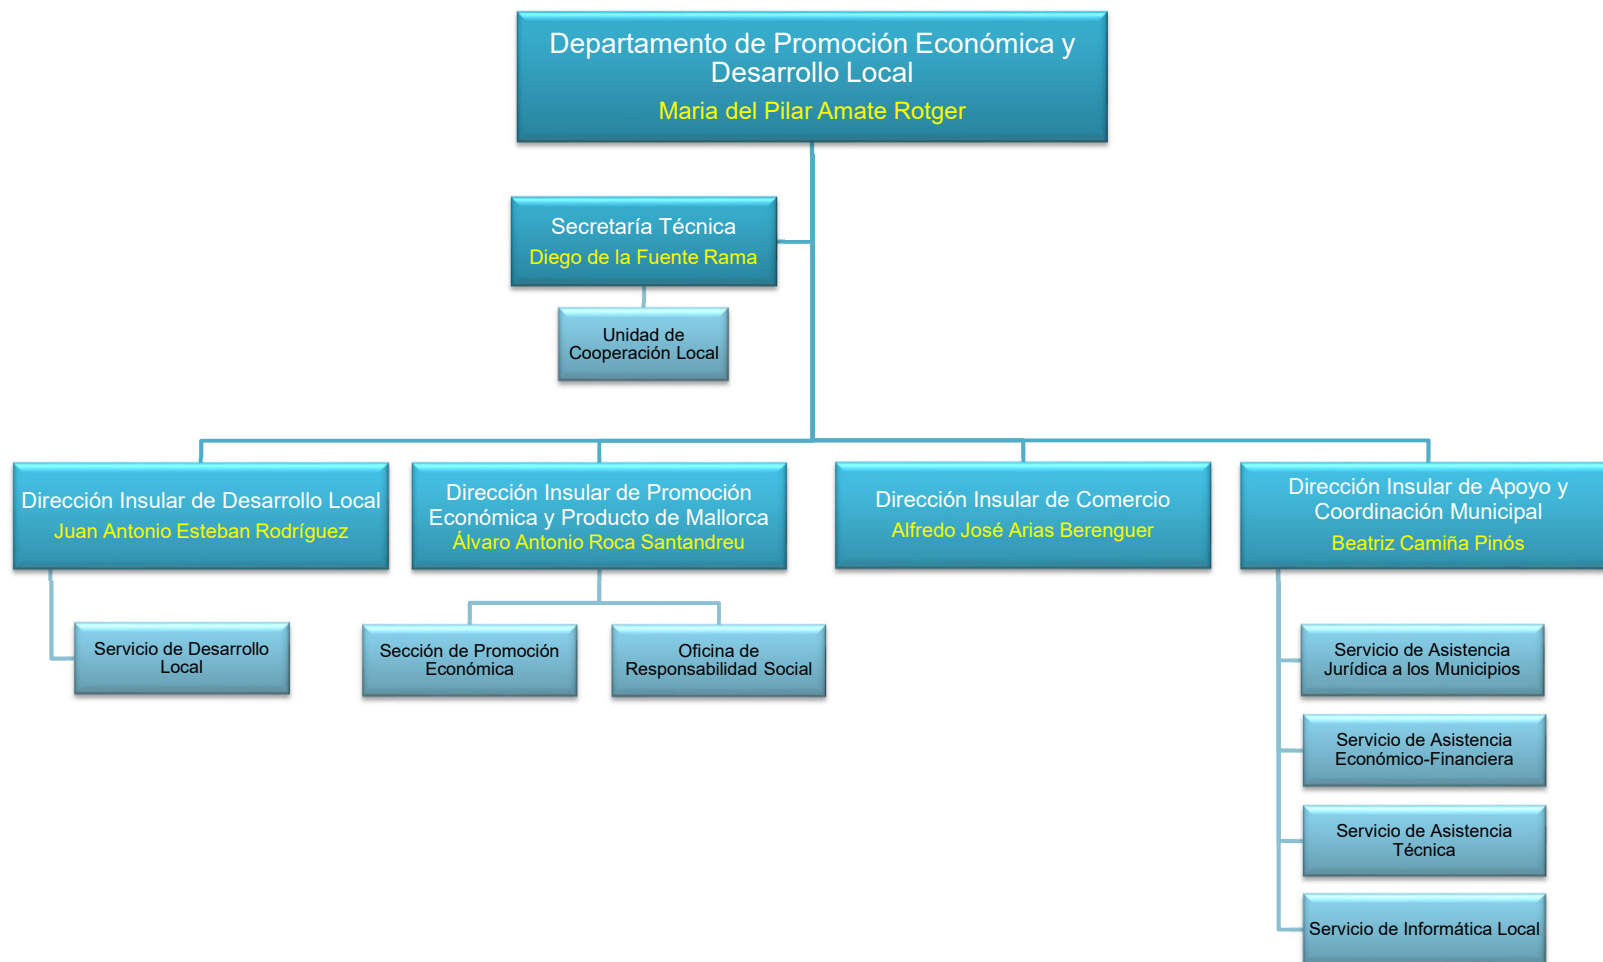 Departamento de Promoción Económica y
Desarrollo Local
Maria del Pilar Amate Rotger
Secretaría Técnica
Diego de la Fuente Rama
Unidad de
Cooperación Local
Dirección Insular de Desarrollo Local
Juan Antonio Esteban Rodríguez
Dirección Insular de Promoción
Económica y Producto de Mallorca
Álvaro Antonio Roca Santandreu
Dirección Insular de Comercio
Alfredo José Arias Berenguer
Dirección Insular de Apoyo y
Coordinación Municipal
Beatriz Camiña Pinós
Servicio de Desarrollo
Local
Sección de Promoción
Económica
Oficina de
Responsabilidad Social
Servicio de Asistencia
Jurídica a los Municipios
Servicio de Asistencia
Económico-Financiera
Servicio de Asistencia
Técnica
Servicio de Informática Local